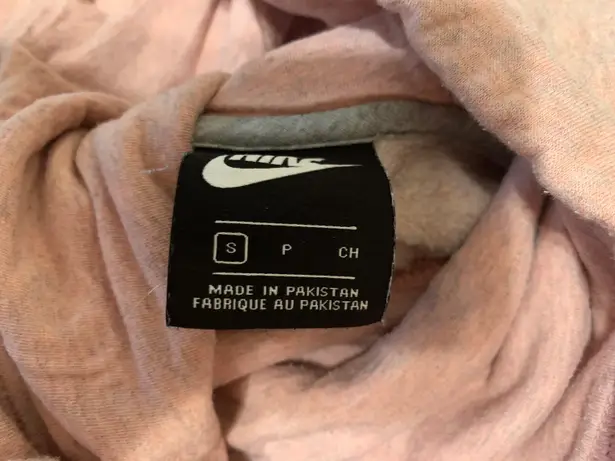 NIKE
S P CH
MADE IN PAKISTAN
FABRIQUE AU PAKISTAN